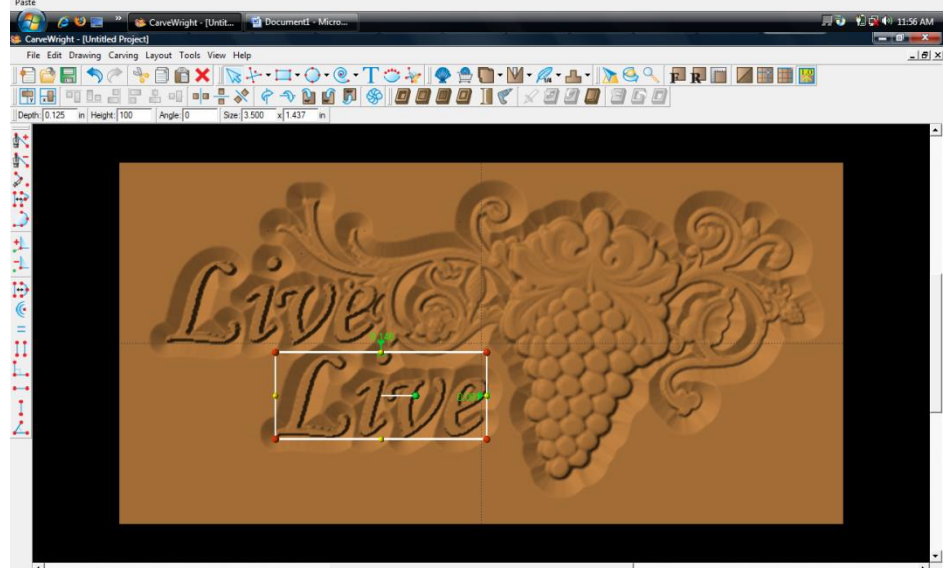 Paste
CarveWright - [Untit...
Document1 - Micro...
11:56 AM
CarveWright - [Untitled Project]
File Edit Drawing Carving Layout Tools View Help
Depth: 0.125 in Height: 100 Angle: 0 Size: 3.500 x 1.437 in
Live
Live